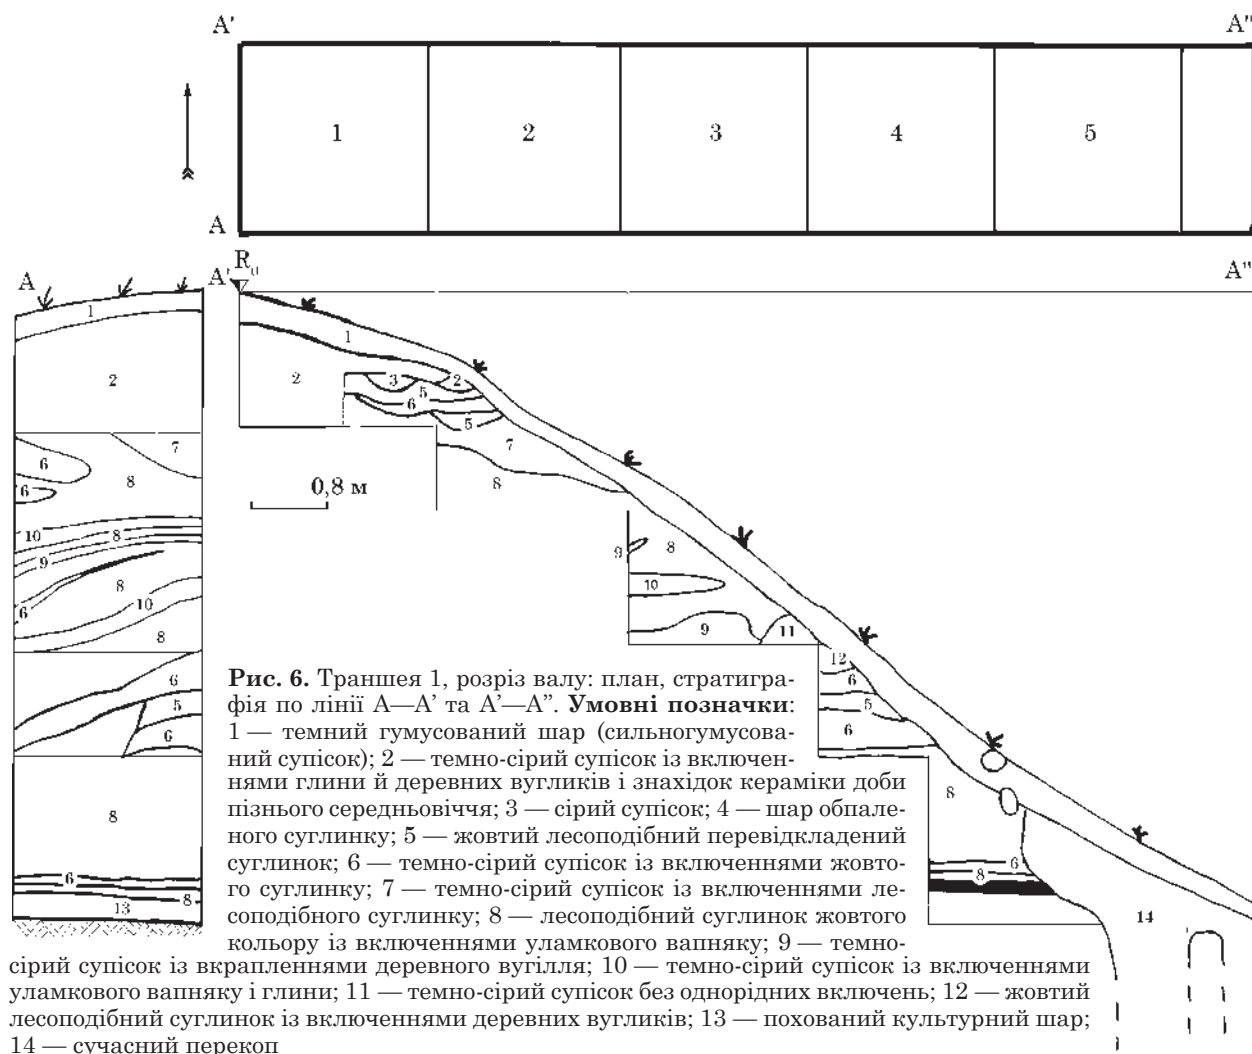 A' A"
1 2 3 4 5
A
A A' R₀ A"
1
1
2
2 3 2
5
6
5
7
7
6
8
6
8
0,8 м
10 8
9
9 8
8
10
6
10
9 11
8
12
6
6
5
5
6
6
8
8
6
6
8
8
13
14
Рис. 6. Траншея 1, розріз валу: план, стратигра-
фія по лінії А—А' та А'—А". Умовні позначки:
1 — темний гумусований шар (сильногумусова-
ний супісок); 2 — темно-сірий супісок із включен-
нями глини й деревних вугликів і знахідок кераміки доби
пізнього середньовіччя; 3 — сірий супісок; 4 — шар обпале-
ного суглинку; 5 — жовтий лесоподібний перевідкладений
суглинок; 6 — темно-сірий супісок із включеннями жовто-
го суглинку; 7 — темно-сірий супісок із включеннями ле-
соподібного суглинку; 8 — лесоподібний суглинок жовтого
кольору із включеннями уламкового вапняку; 9 — темно-
сірий супісок із вкрапленнями деревного вугілля; 10 — темно-сірий супісок із включеннями
уламкового вапняку і глини; 11 — темно-сірий супісок без однорідних включень; 12 — жовтий
лесоподібний суглинок із включеннями деревних вугликів; 13 — похований культурний шар;
14 — сучасний перекоп